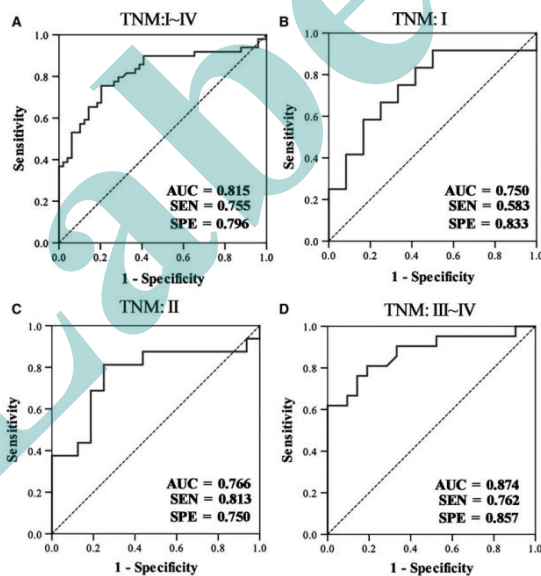 A
TNM:I~IV
1.0
0.8
0.6
0.4
0.2
0.0
Sensitivity
AUC = 0.815
SEN = 0.755
SPE = 0.796
0.0 0.2 0.4 0.6 0.8 1.0
1 - Specificity
B
TNM: I
1.0
0.8
0.6
0.4
0.2
0.0
Sensitivity
AUC = 0.750
SEN = 0.583
SPE = 0.833
0.0 0.2 0.4 0.6 0.8 1.0
1 - Specificity
C
TNM: II
1.0
0.8
0.6
0.4
0.2
0.0
Sensitivity
AUC = 0.766
SEN = 0.813
SPE = 0.750
0.0 0.2 0.4 0.6 0.8 1.0
1 - Specificity
D
TNM: III~IV
1.0
0.8
0.6
0.4
0.2
0.0
Sensitivity
AUC = 0.874
SEN = 0.762
SPE = 0.857
0.0 0.2 0.4 0.6 0.8 1.0
1 - Specificity